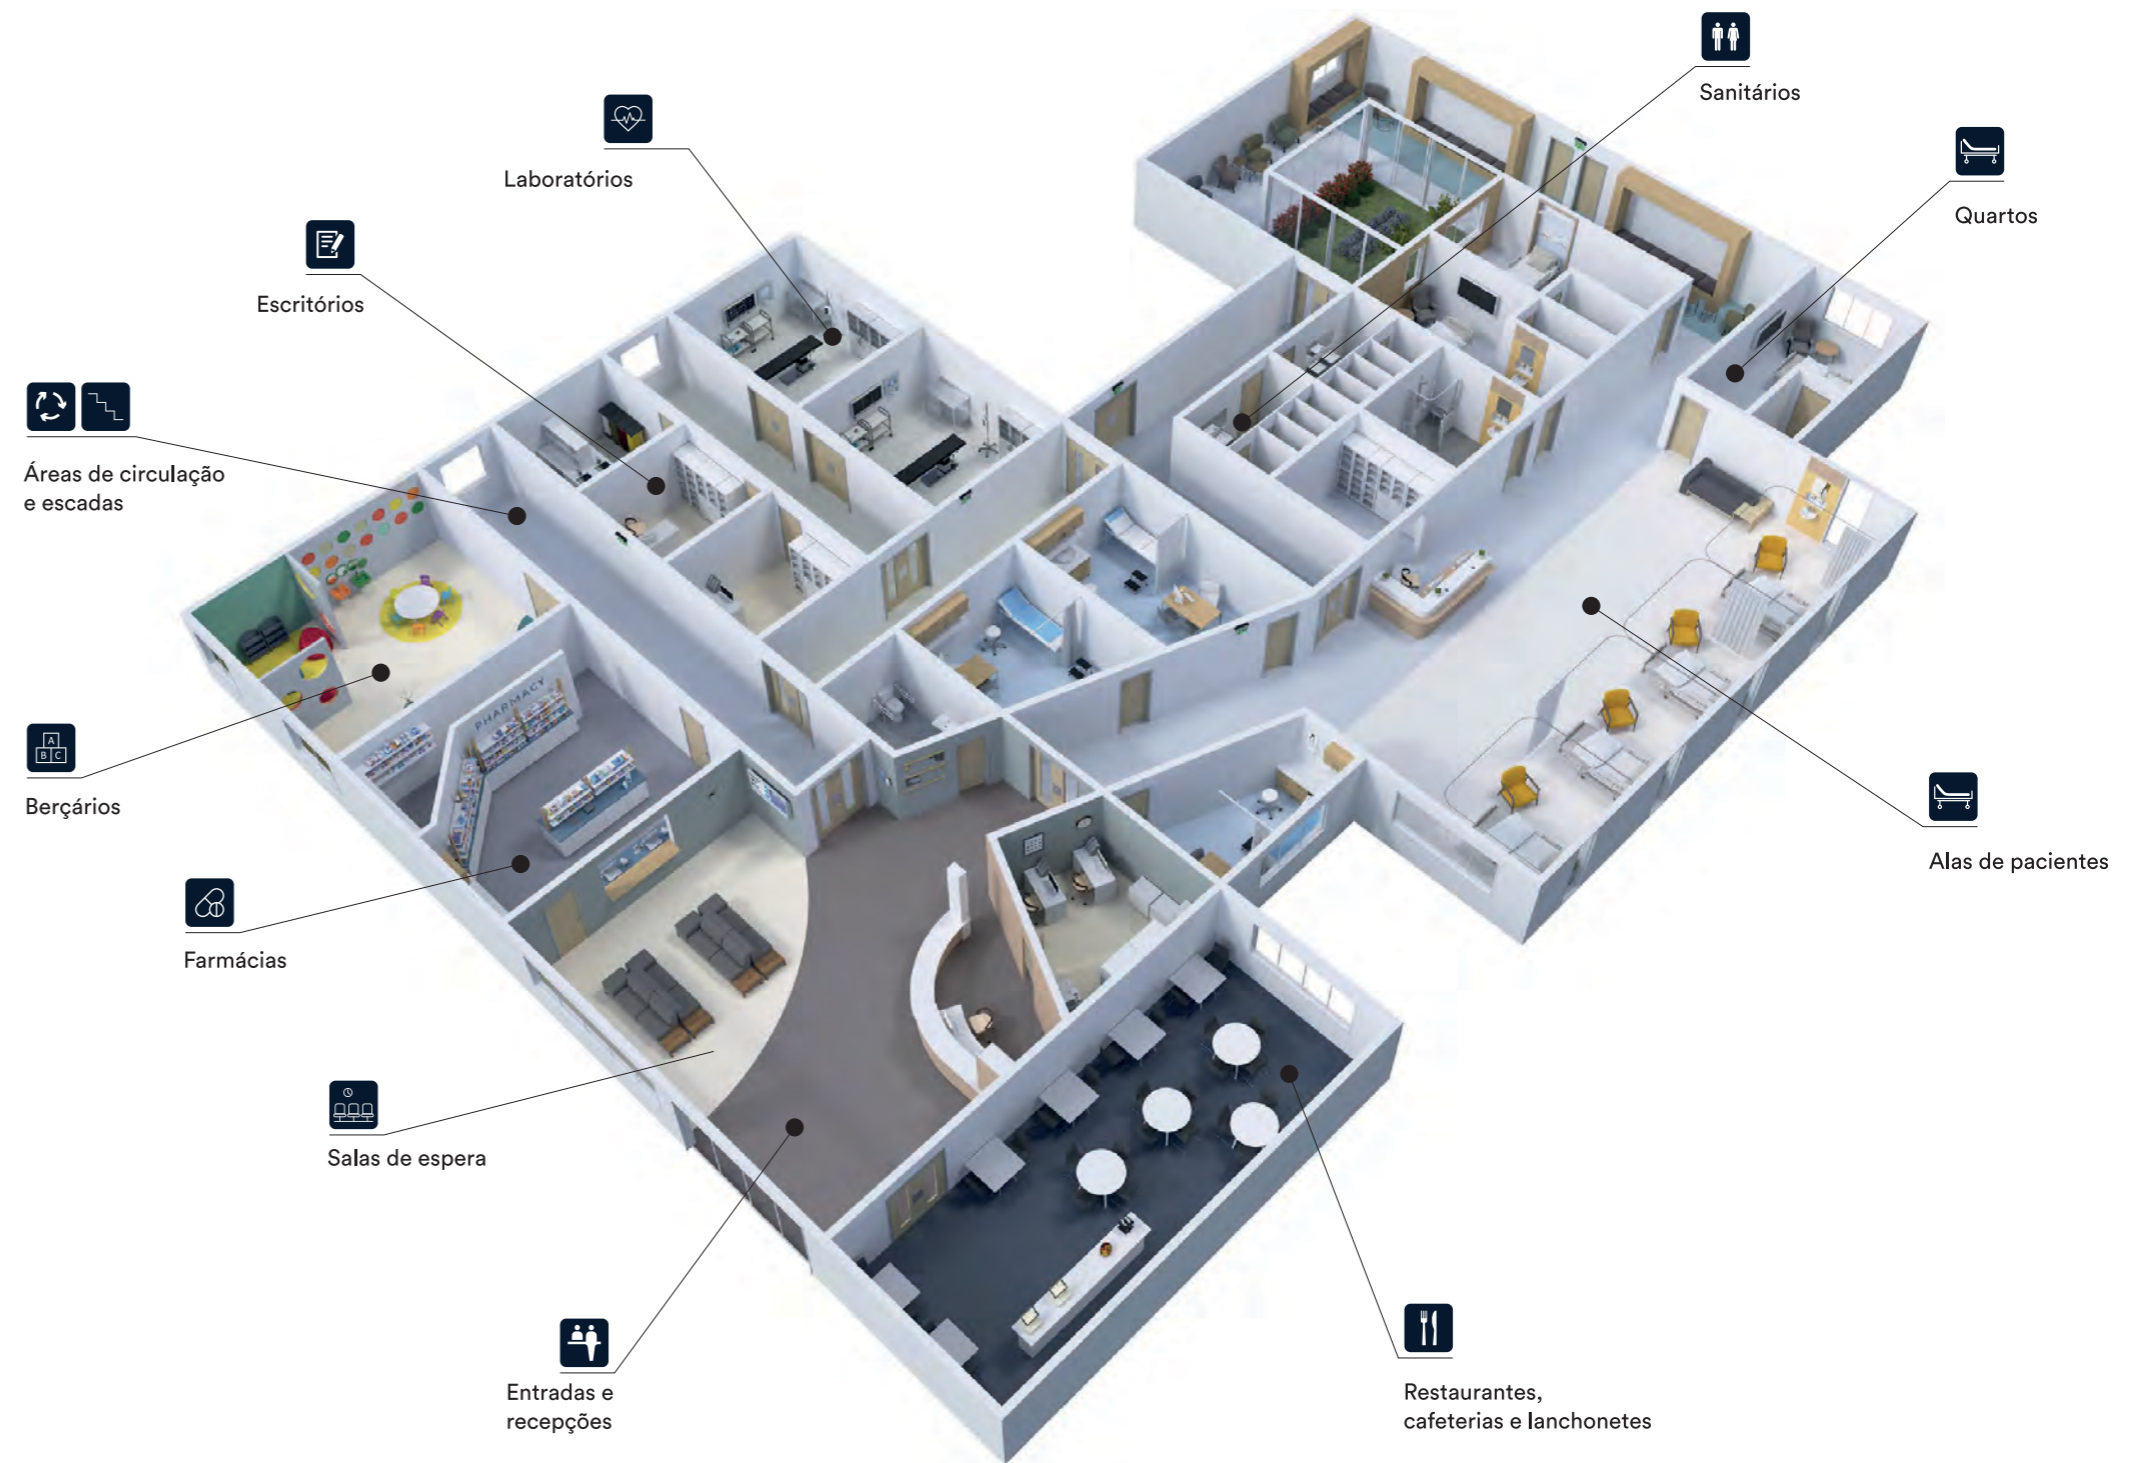 Sanitários
Laboratórios
Quartos
Escritórios
Áreas de circulação
e escadas
PHARMACY
A
B C
Berçários
Alas de pacientes
Farmácias
Salas de espera
Entradas e
recepções
Restaurantes,
cafeterias e lanchonetes